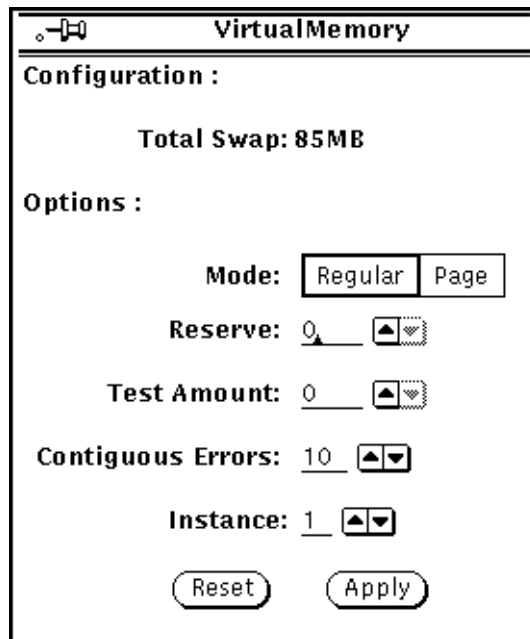 VirtualMemory
Configuration :
Total Swap: 85MB
Options :
Mode: Regular Page
Reserve: 0
Test Amount: 0
Contiguous Errors: 10
Instance: 1
Reset Apply